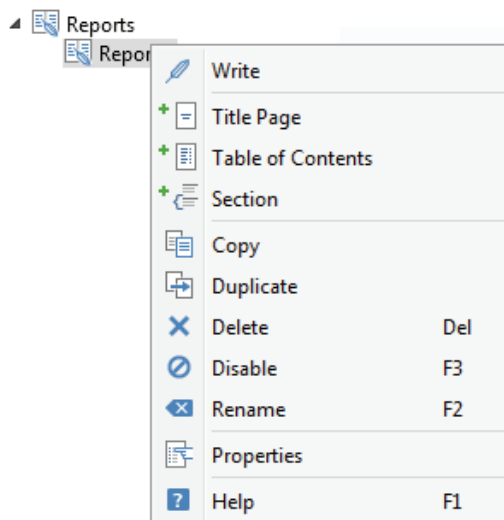 Reports
Repor
Write
Title Page
Table of Contents
Section
Copy
Duplicate
Delete Del
Disable F3
Rename F2
Properties
? Help F1